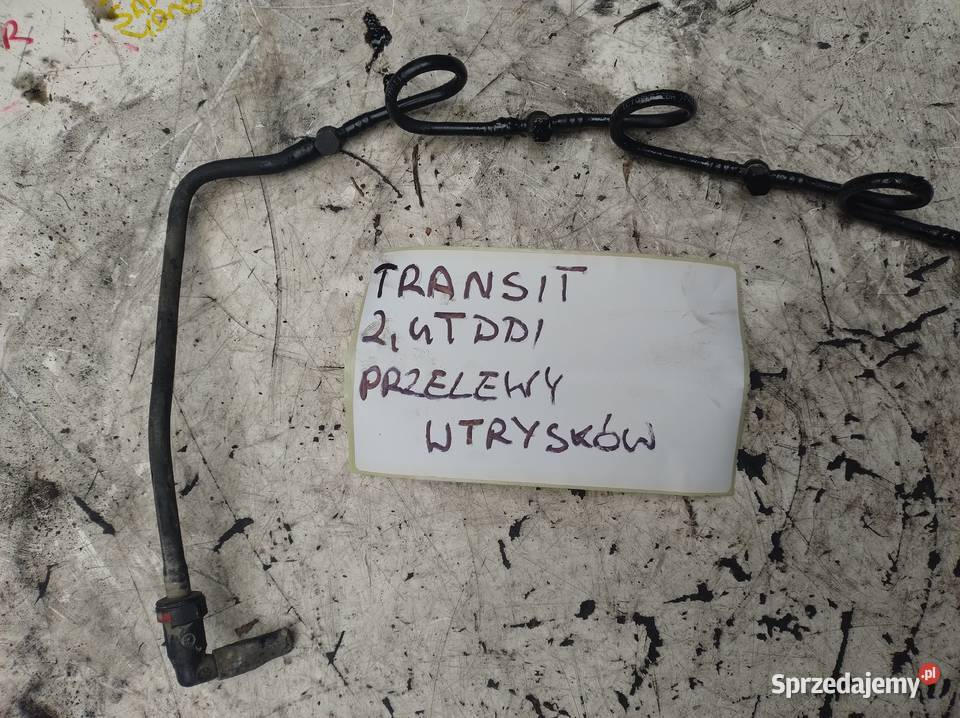 R
TRANSIT
2,4TDDI
PRZELEWY
WTRYSKÓW
Sprzedajemy.pl